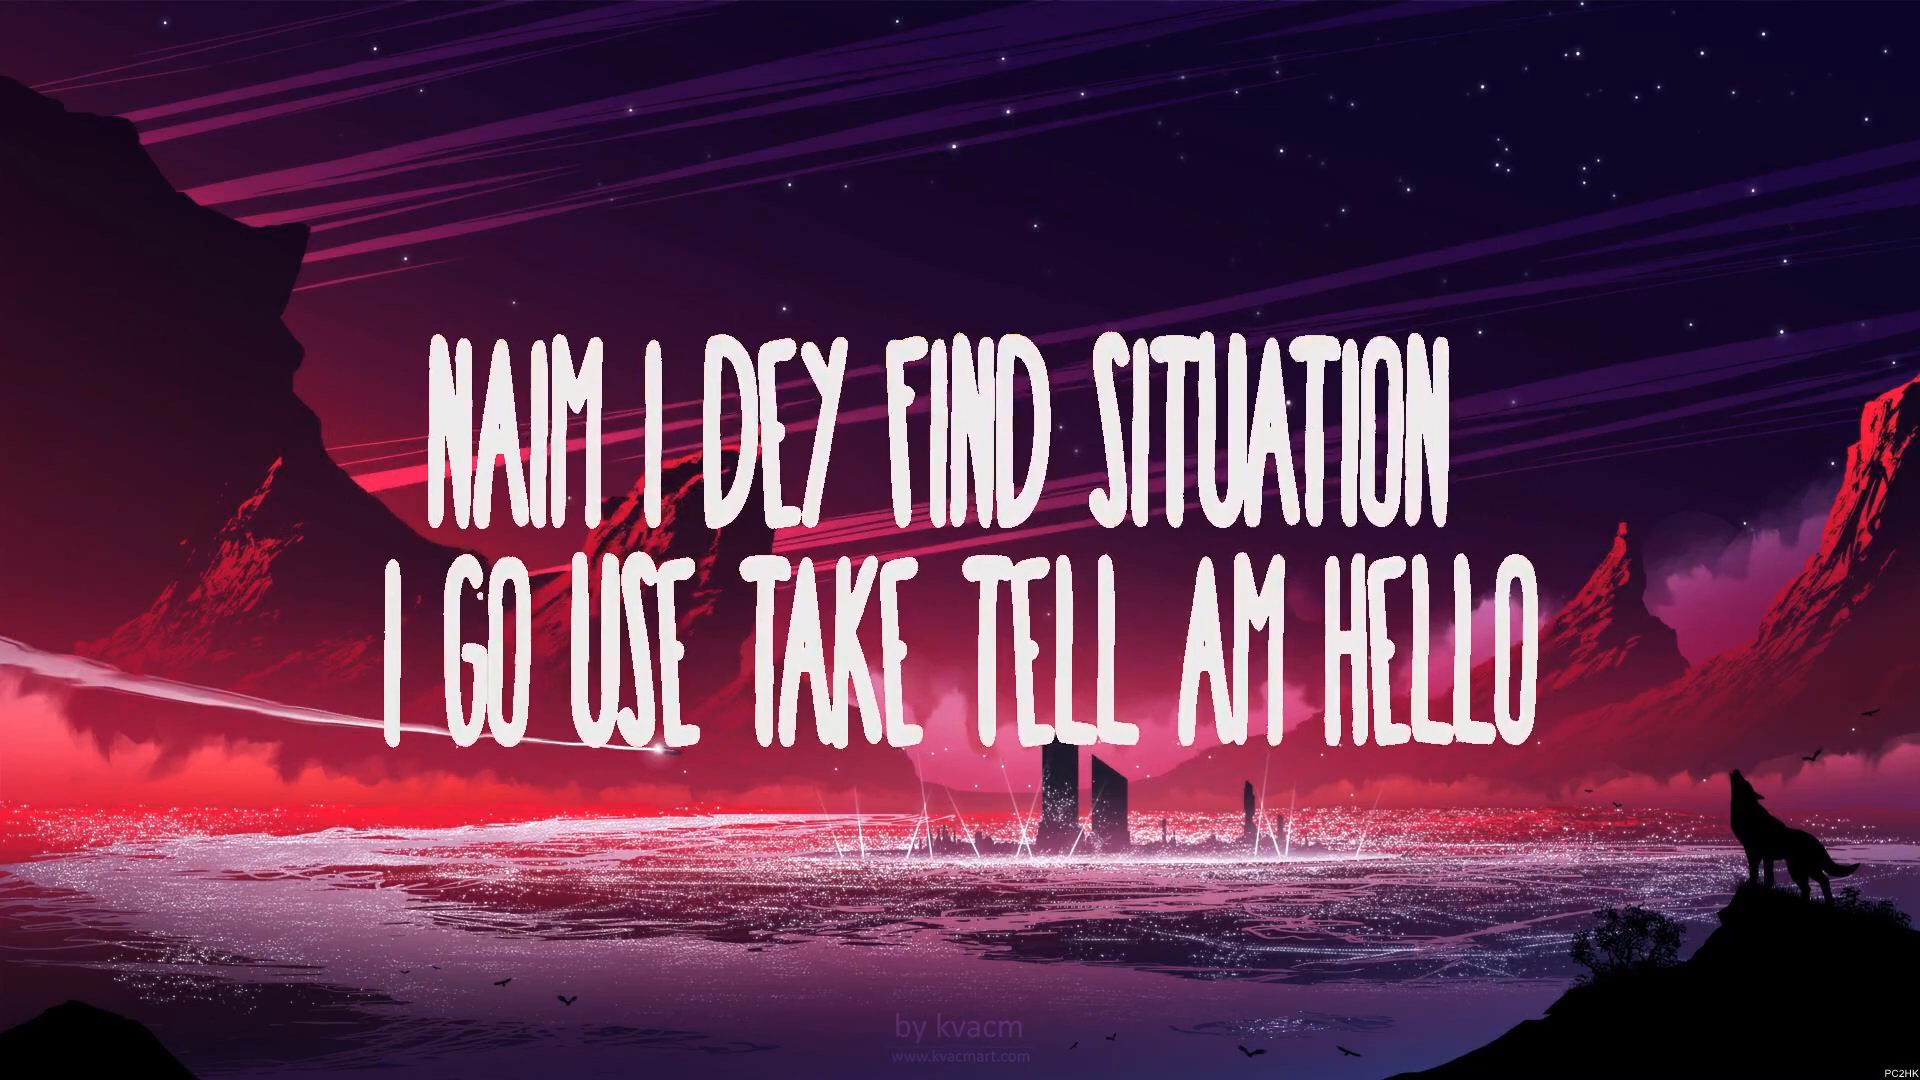 NAIM I DEY FIND SITUATION
I GO USE TAKE TELL AM HELLO
by kvacm
www.kvacmart.com
PC2HK